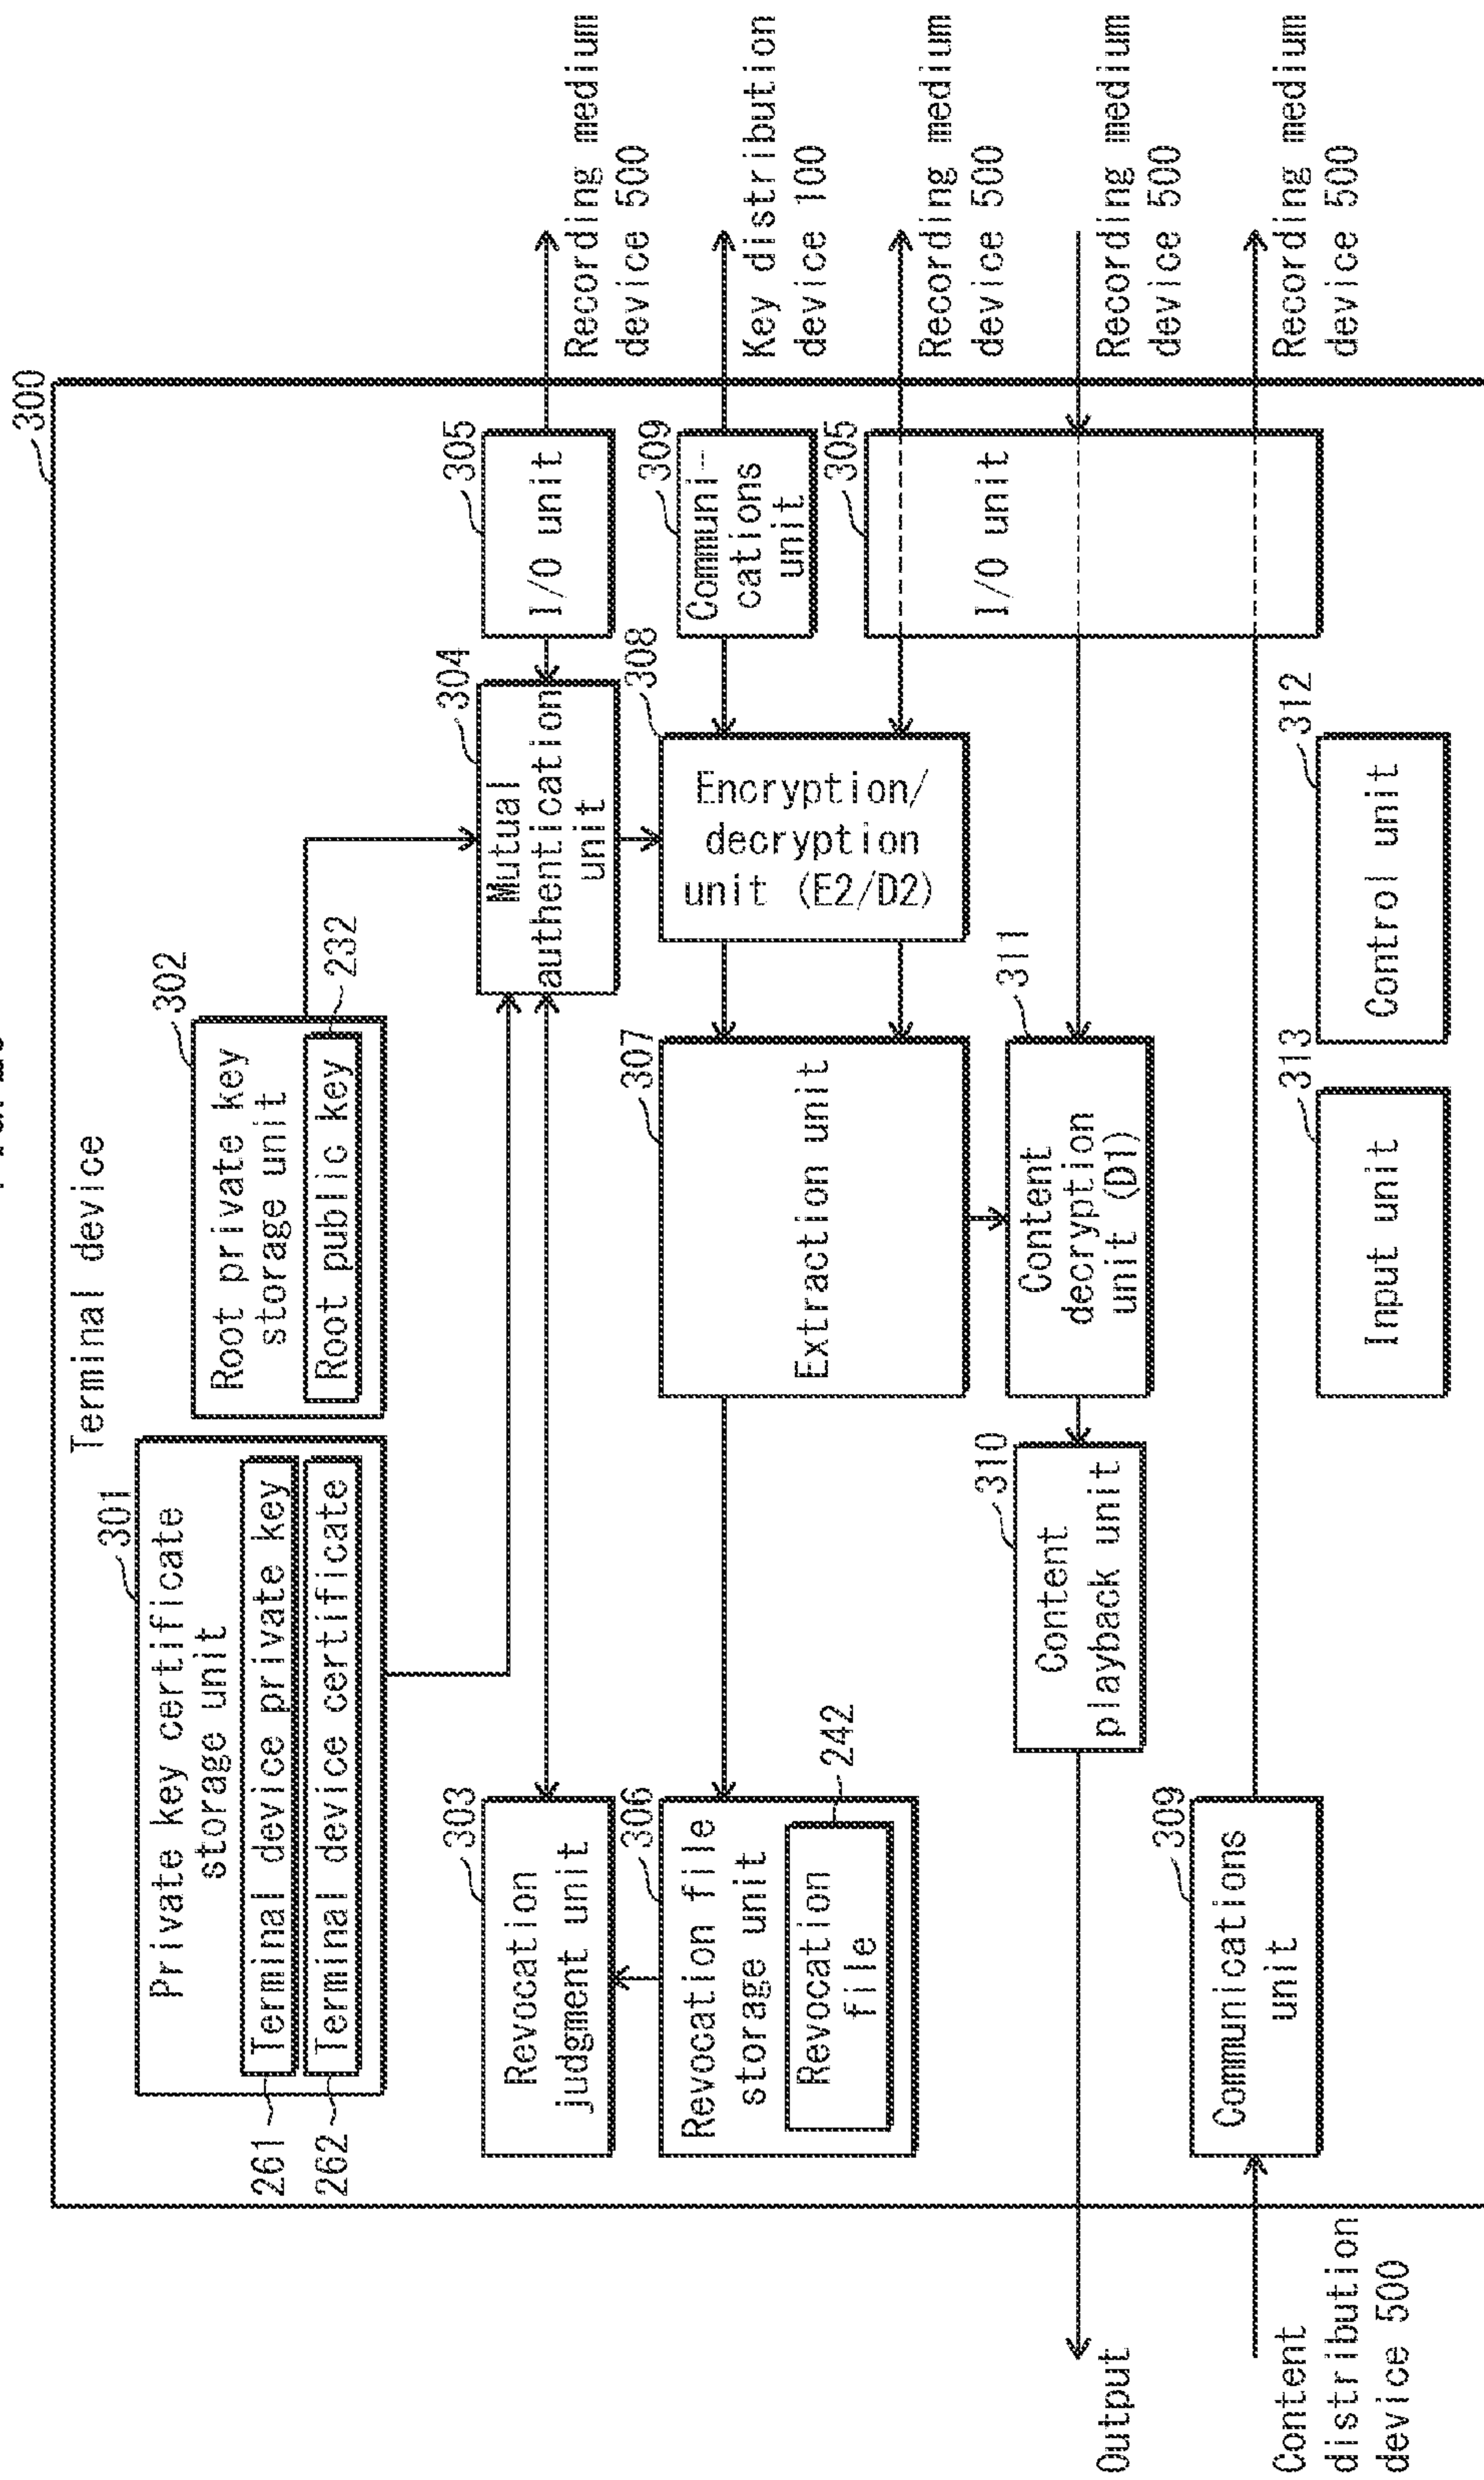 300
Terminal device
301
Private key certificate
storage unit
261
Terminal device private key
262
Terminal device certificate
302
Root private key
storage unit
Root public key
232
303
Revocation
judgment unit
304
Mutual
authentication
unit
305
I/O unit
Recording medium
device 500
306
Revocation file
storage unit
Revocation
file
242
307
Extraction unit
308
Encryption/
decryption
unit (E2/D2)
309
Communi-
cations
unit
Key distribution
device 100
305
I/O unit
Recording medium
device 500
Output
310
Content
playback unit
311
Content
decryption
unit (D1)
Recording medium
device 500
Content
distribution
device 500
309
Communications
unit
Recording medium
device 500
313
Input unit
312
Control unit